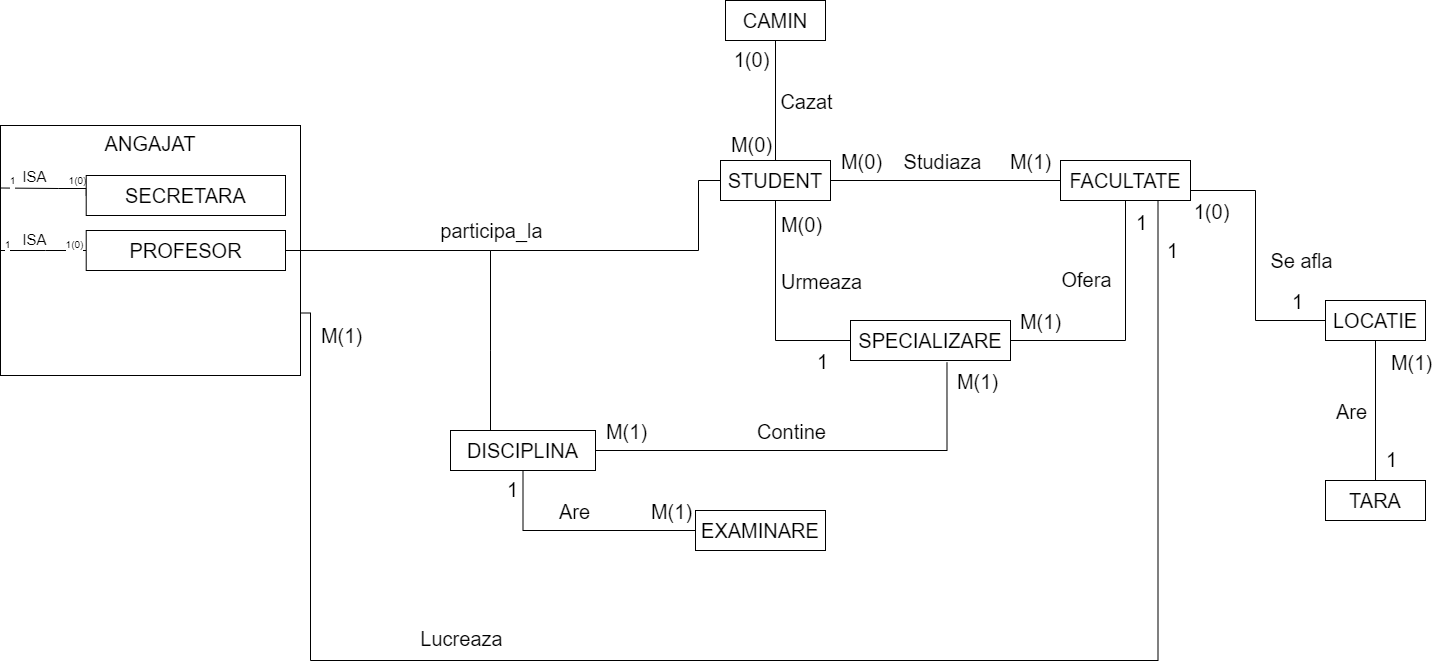 CAMIN
1(0)
Cazat
M(0)
ANGAJAT
1 ISA 1(0)
SECRETARA
1 ISA 1(0)
PROFESOR
participa_la
STUDENT
M(0) Studiaza M(1)
FACULTATE
M(0)
Urmeaza
1
1
1
1(0)
Ofera
Se afla
1
LOCATIE
M(1)
SPECIALIZARE
M(1)
M(1)
M(1)
Are
1
TARA
DISCIPLINA
M(1) Contine
1
Are
M(1)
EXAMINARE
Lucreaza